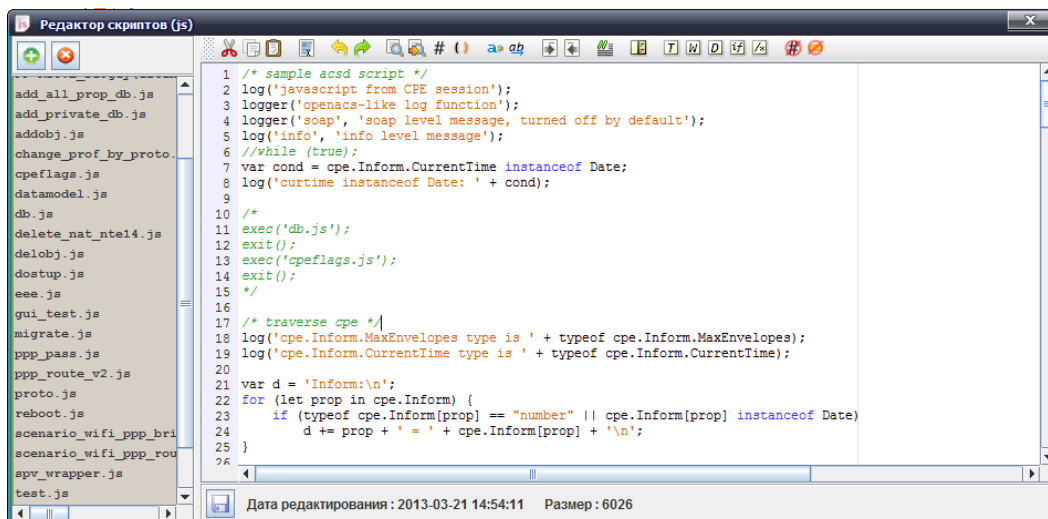 js Редактор скриптов (js) X
# () a» ab T W D if /a #
add_all_prop_db.js
add_private_db.js
addobj.js
change_prof_by_proto.
cpeflags.js
datamodel.js
db.js
delete_nat_nte14.js
delobj.js
dostup.js
eee.js
gui_test.js
migrate.js
ppp_pass.js
ppp_route_v2.js
proto.js
reboot.js
scenario_wifi_ppp_bri
scenario_wifi_ppp_rou
spv_wrapper.js
test.js
1 /* sample acsd script */
2 log('javascript from CPE session');
3 logger('openacs-like log function');
4 logger('soap', 'soap level message, turned off by default');
5 log('info', 'info level message');
6 //while (true);
7 var cond = cpe.Inform.CurrentTime instanceof Date;
8 log('curtime instanceof Date: ' + cond);
9
10 /*
11 exec('db.js');
12 exit();
13 exec('cpeflags.js');
14 exit();
15 */
16
17 /* traverse cpe */
18 log('cpe.Inform.MaxEnvelopes type is ' + typeof cpe.Inform.MaxEnvelopes);
19 log('cpe.Inform.CurrentTime type is ' + typeof cpe.Inform.CurrentTime);
20
21 var d = 'Inform:\n';
22 for (let prop in cpe.Inform) {
23     if (typeof cpe.Inform[prop] == "number" || cpe.Inform[prop] instanceof Date)
24         d += prop + ' = ' + cpe.Inform[prop] + '\n';
25 }
26
Дата редактирования : 2013-03-21 14:54:11 Размер : 6026